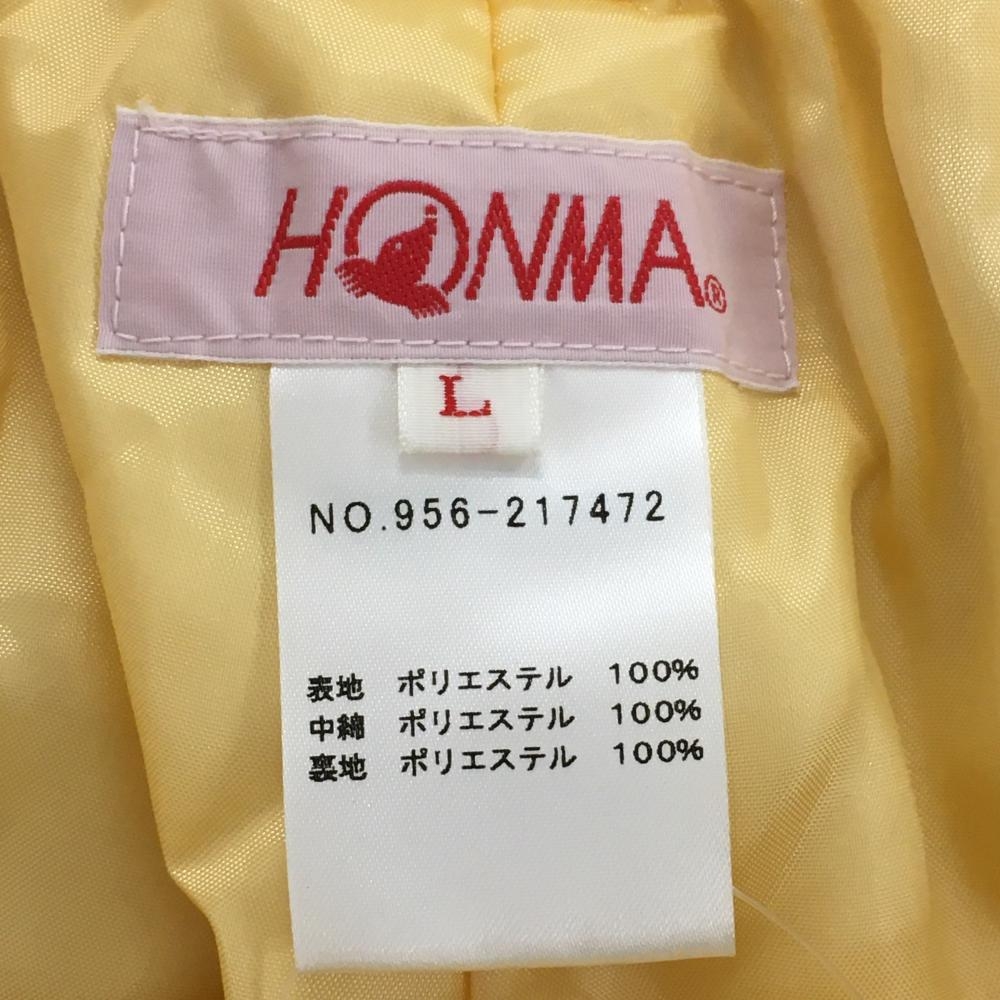 HONMA®
L
NO.956-217472
表地 ポリエステル 100%
中綿 ポリエステル 100%
裏地 ポリエステル 100%